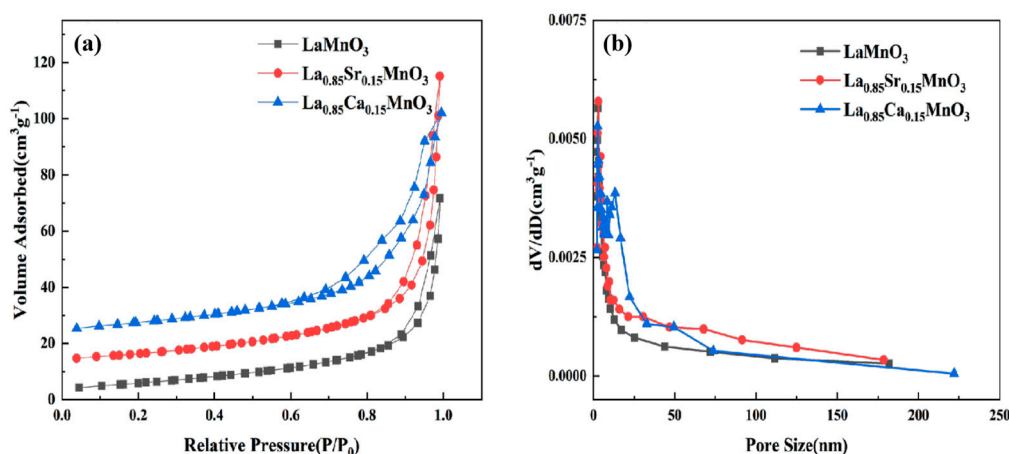 (a)
LaMnO₃
La₀.₈₅Sr₀.₁₅MnO₃
La₀.₈₅Ca₀.₁₅MnO₃
Volume Adsorbed(cm³g⁻¹)
120
100
80
60
40
20
0
0.0 0.2 0.4 0.6 0.8 1.0
Relative Pressure(P/P₀)
(b)
LaMnO₃
La₀.₈₅Sr₀.₁₅MnO₃
La₀.₈₅Ca₀.₁₅MnO₃
dV/dD(cm³g⁻¹)
0.0075
0.0050
0.0025
0.0000
0 50 100 150 200 250
Pore Size(nm)